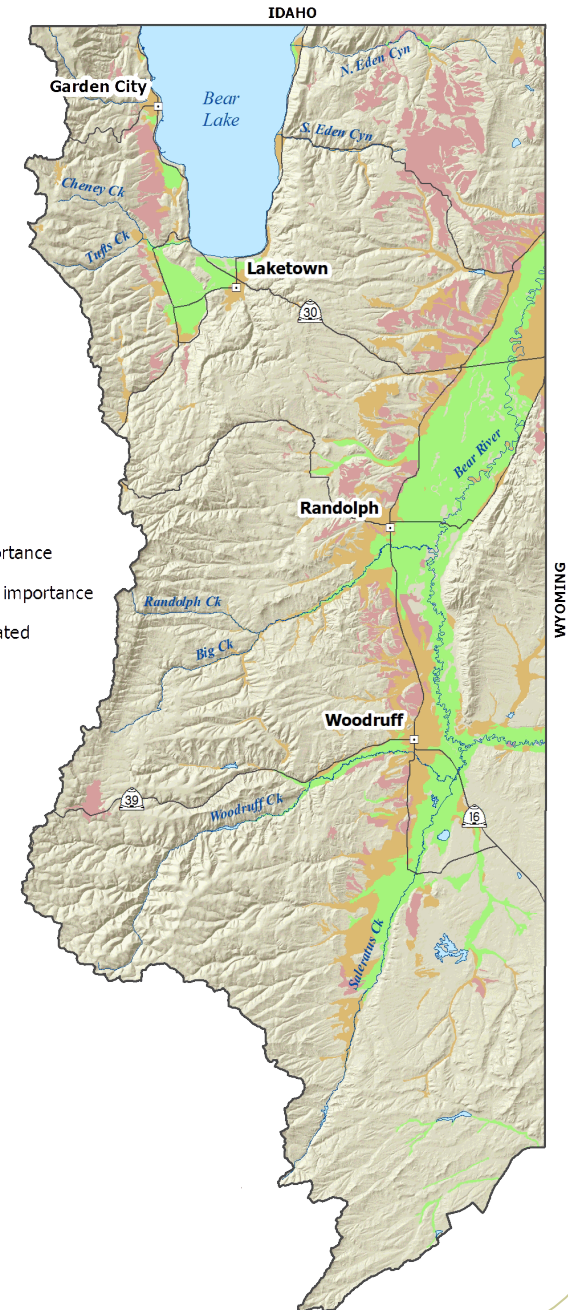 IDAHO
N. Eden Cyn
Garden City
Bear
Lake
S. Eden Cyn
Cheney Ck
Tufts Ck
Laketown
30
Bear River
Randolph
ortance
importance
ated
WYOMING
Randolph Ck
Big Ck
Woodruff
39
Woodruff Ck
16
Saleratus Ck